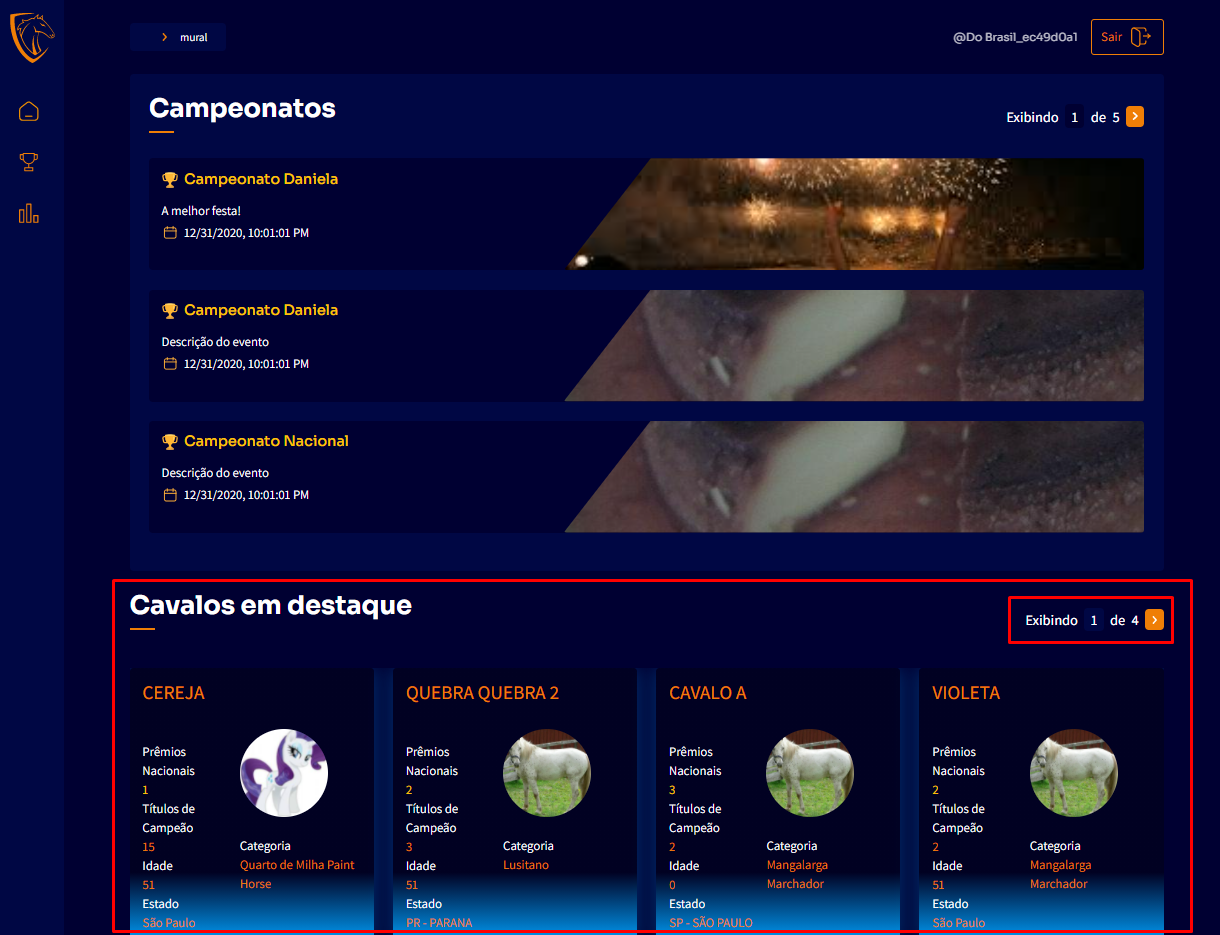 mural
@Do Brasil_ec49d0a1
Sair
Campeonatos
Exibindo 1 de 5
Campeonato Daniela
A melhor festa!
12/31/2020, 10:01:01 PM
Campeonato Daniela
Descrição do evento
12/31/2020, 10:01:01 PM
Campeonato Nacional
Descrição do evento
12/31/2020, 10:01:01 PM
Cavalos em destaque
Exibindo 1 de 4
CEREJA
Prêmios
Nacionais
1
Títulos de
Campeão
15
Idade
51
Estado
São Paulo
Categoria
Quarto de Milha Paint
Horse
QUEBRA QUEBRA 2
Prêmios
Nacionais
2
Títulos de
Campeão
3
Idade
51
Estado
PR - PARANA
Categoria
Lusitano
CAVALO A
Prêmios
Nacionais
3
Títulos de
Campeão
2
Idade
0
Estado
SP - SÃO PAULO
Categoria
Mangalarga
Marchador
VIOLETA
Prêmios
Nacionais
2
Títulos de
Campeão
2
Idade
51
Estado
São Paulo
Categoria
Mangalarga
Marchador